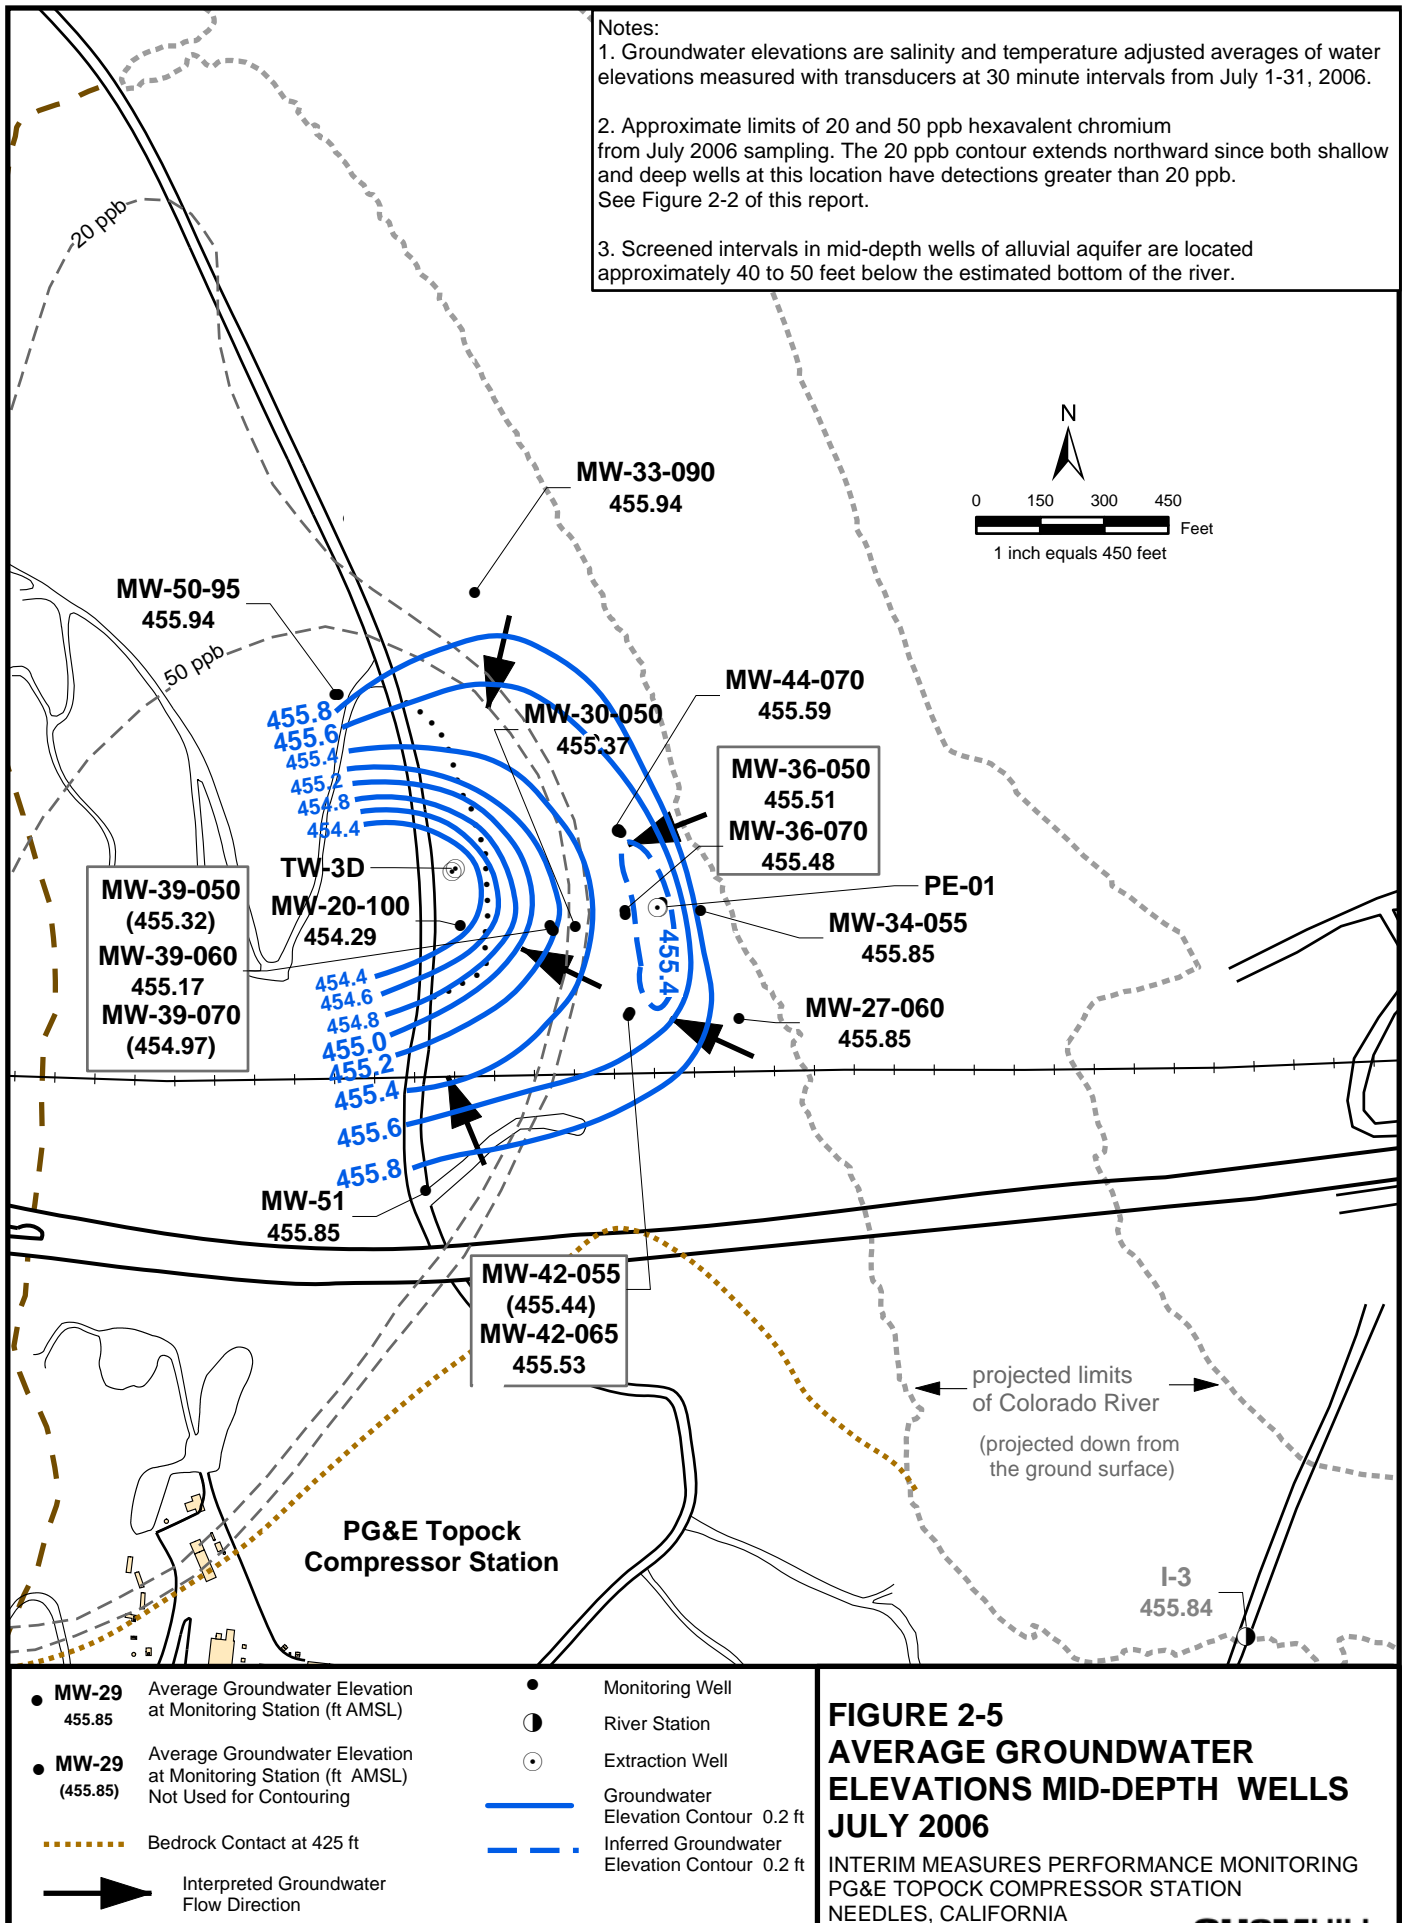 Notes:
1. Groundwater elevations are salinity and temperature adjusted averages of water
elevations measured with transducers at 30 minute intervals from July 1-31, 2006.
2. Approximate limits of 20 and 50 ppb hexavalent chromium
from July 2006 sampling. The 20 ppb contour extends northward since both shallow
and deep wells at this location have detections greater than 20 ppb.
See Figure 2-2 of this report.
3. Screened intervals in mid-depth wells of alluvial aquifer are located
approximately 40 to 50 feet below the estimated bottom of the river.
20 ppb
N
0 150 300 450
Feet
1 inch equals 450 feet
MW-33-090
455.94
MW-50-95
455.94
50 ppb
MW-44-070
455.59
MW-30-050
455.37
455.8
455.6
455.4
455.2
454.8
454.4
MW-36-050
455.51
MW-36-070
455.48
TW-3D
PE-01
MW-39-050
(455.32)
MW-39-060
455.17
MW-39-070
(454.97)
MW-20-100
454.29
MW-34-055
455.85
455.4
MW-27-060
455.85
454.4
454.6
454.8
455.0
455.2
455.4
455.6
455.8
MW-51
455.85
MW-42-055
(455.44)
MW-42-065
455.53
projected limits
of Colorado River
(projected down from
the ground surface)
PG&E Topock
Compressor Station
I-3
455.84
MW-29
455.85
Average Groundwater Elevation
at Monitoring Station (ft AMSL)
MW-29
(455.85)
Average Groundwater Elevation
at Monitoring Station (ft AMSL)
Not Used for Contouring
Bedrock Contact at 425 ft
Interpreted Groundwater
Flow Direction
Monitoring Well
River Station
Extraction Well
Groundwater
Elevation Contour 0.2 ft
Inferred Groundwater
Elevation Contour 0.2 ft
FIGURE 2-5
AVERAGE GROUNDWATER
ELEVATIONS MID-DEPTH WELLS
JULY 2006
INTERIM MEASURES PERFORMANCE MONITORING
PG&E TOPOCK COMPRESSOR STATION
NEEDLES, CALIFORNIA